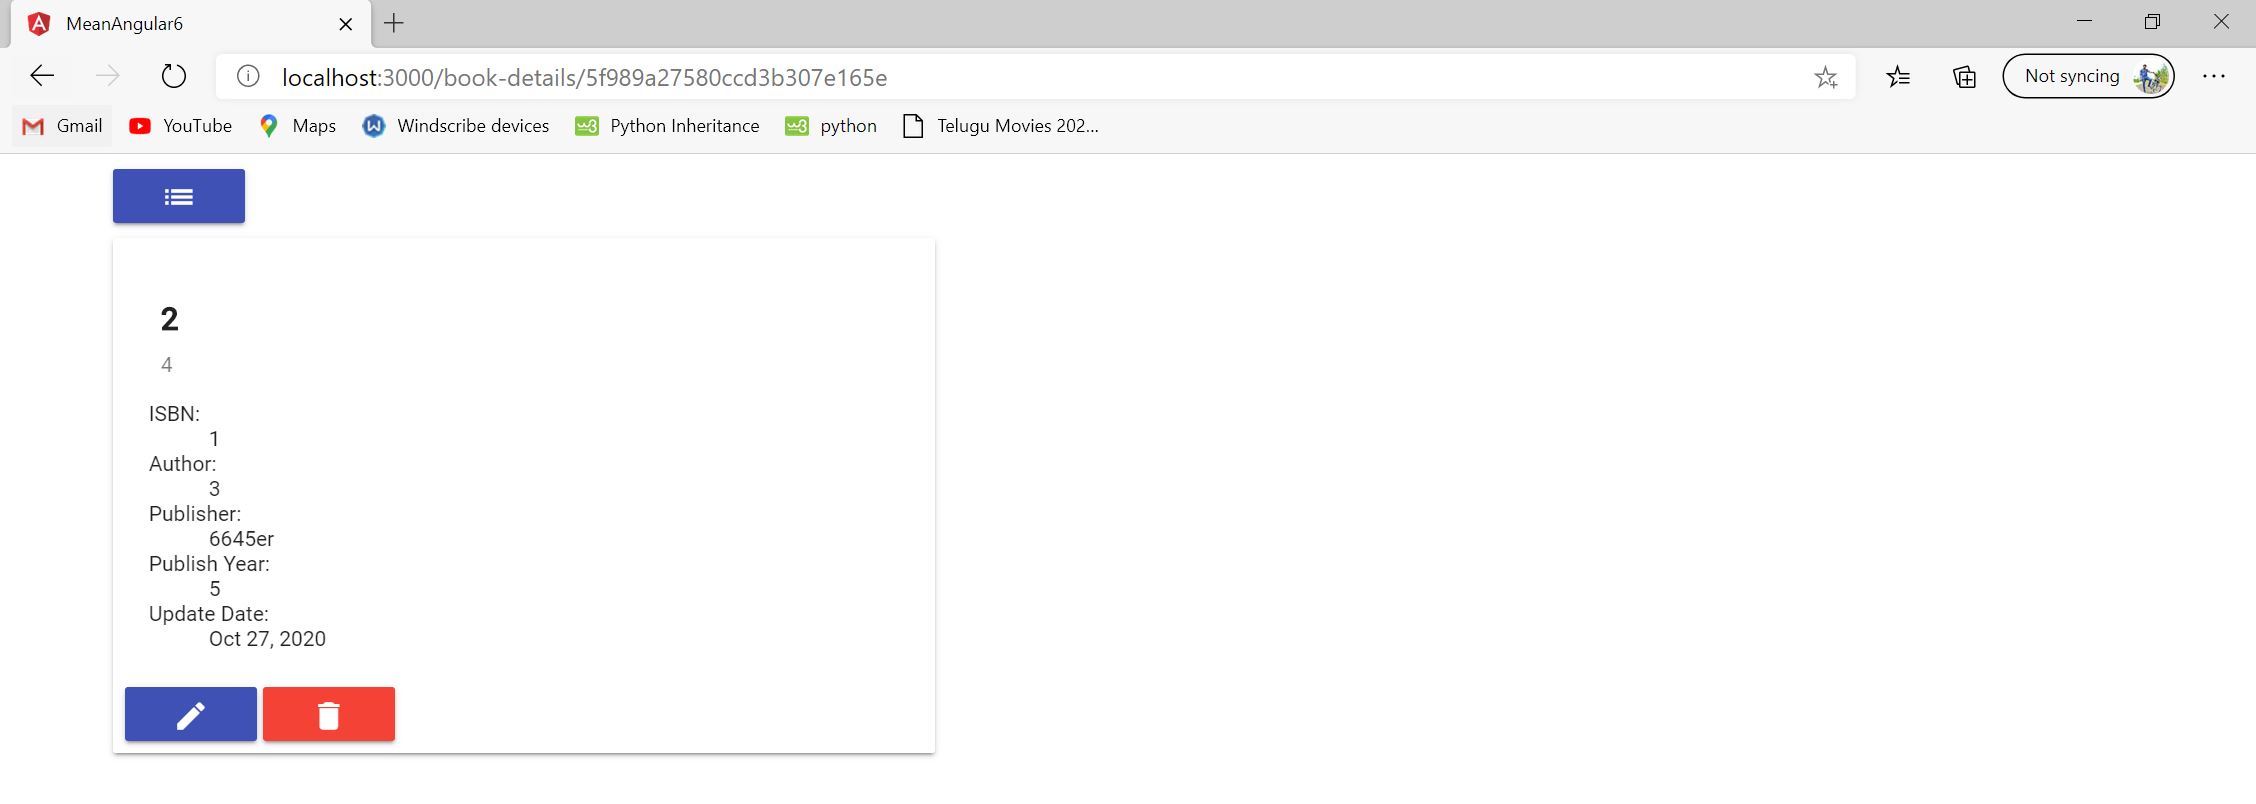 MeanAngular6
localhost:3000/book-details/5f989a27580ccd3b307e165e
Not syncing
Gmail YouTube Maps Windscribe devices Python Inheritance python Telugu Movies 202...
2
4
ISBN:
1
Author:
3
Publisher:
6645er
Publish Year:
5
Update Date:
Oct 27, 2020